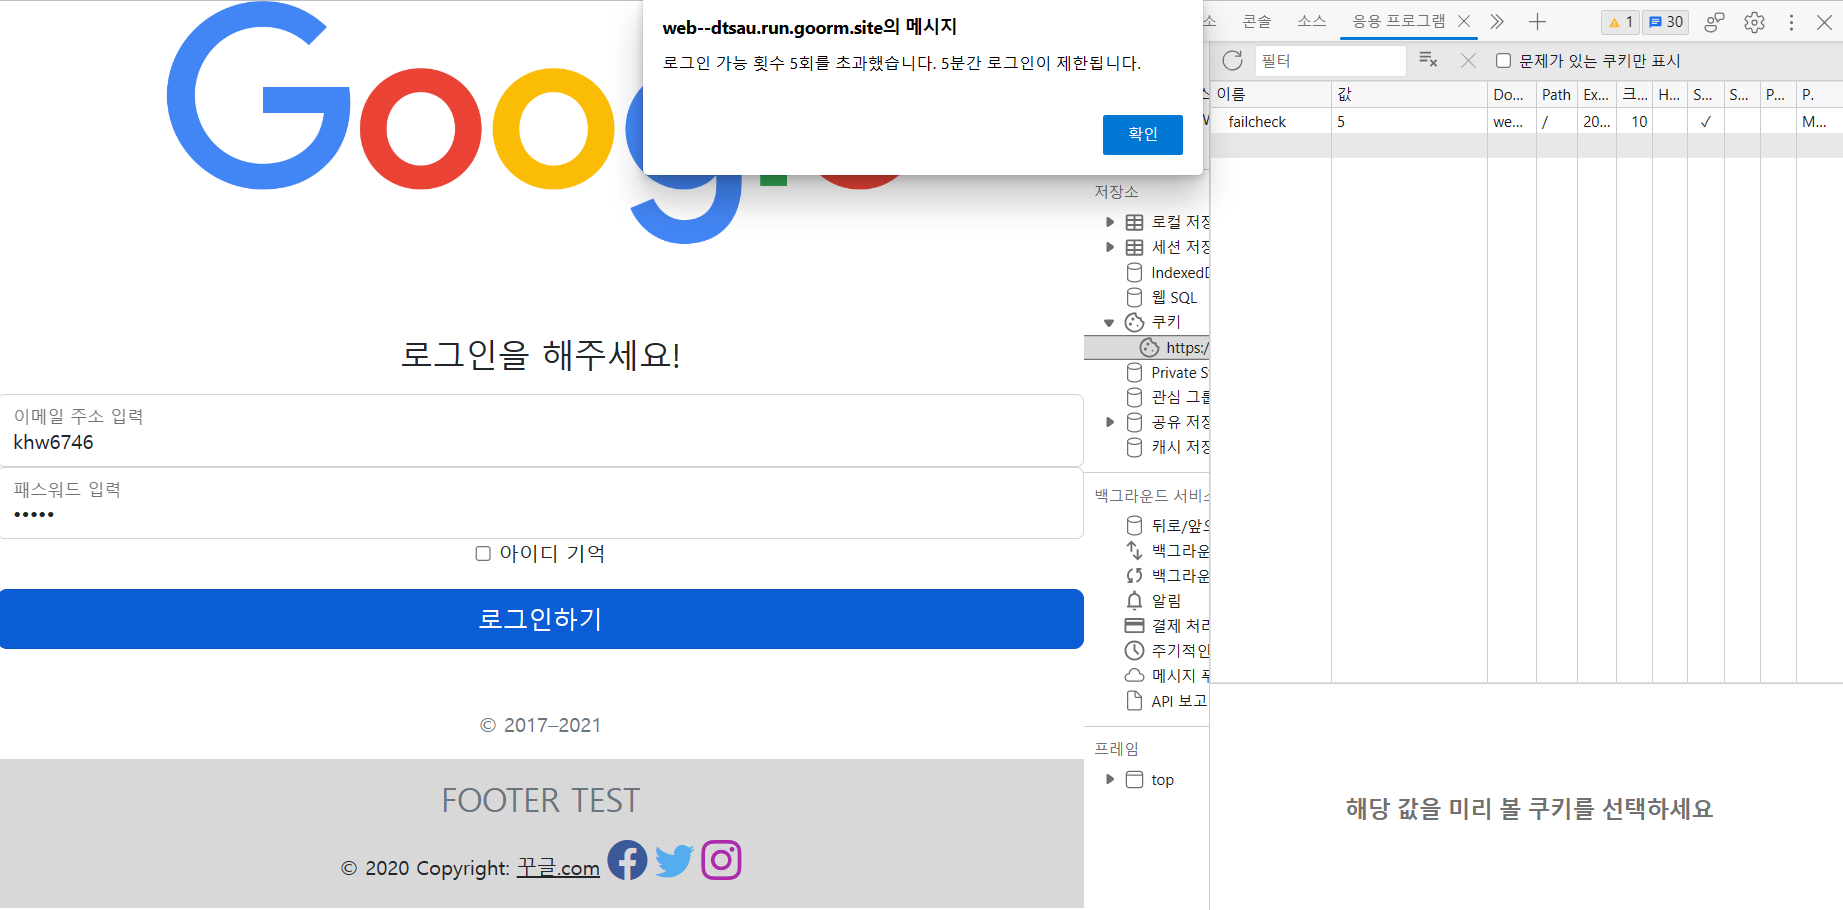 Google
로그인을 해주세요!
이메일 주소 입력
khw6746
패스워드 입력
•••••
아이디 기억
로그인하기
© 2017–2021
FOOTER TEST
© 2020 Copyright: 꾸글.com
web--dtsau.run.goorm.site의 메시지
로그인 가능 횟수 5회를 초과했습니다. 5분간 로그인이 제한됩니다.
확인
소 콘솔 소스 응용 프로그램 1 30
필터 문제가 있는 쿠키만 표시
이름 값 Do... Path Ex... 크... H... S... S... P... P.
failcheck 5 we... / 20... 10 ✓ M...
저장소
로컬 저장
세션 저장
IndexedD
웹 SQL
쿠키
https:/
Private S
관심 그룹
공유 저장
캐시 저장
백그라운드 서비스
뒤로/앞으
백그라운
백그라운
알림
결제 처리
주기적인
메시지 푸
API 보고
프레임
top
해당 값을 미리 볼 쿠키를 선택하세요